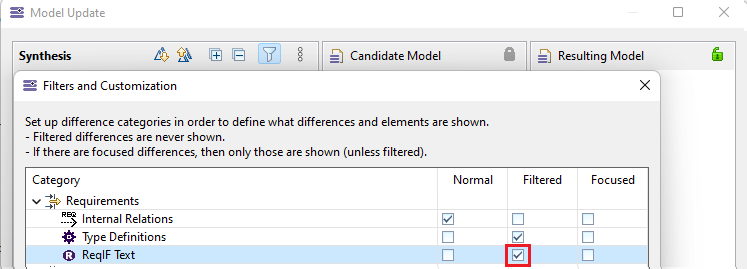 Model Update
Synthesis
Candidate Model
Resulting Model
Filters and Customization
Set up difference categories in order to define what differences and elements are shown.
- Filtered differences are never shown.
- If there are focused differences, then only those are shown (unless filtered).
Category Normal Filtered Focused
Requirements
REQ Internal Relations
Type Definitions
R ReqIF Text